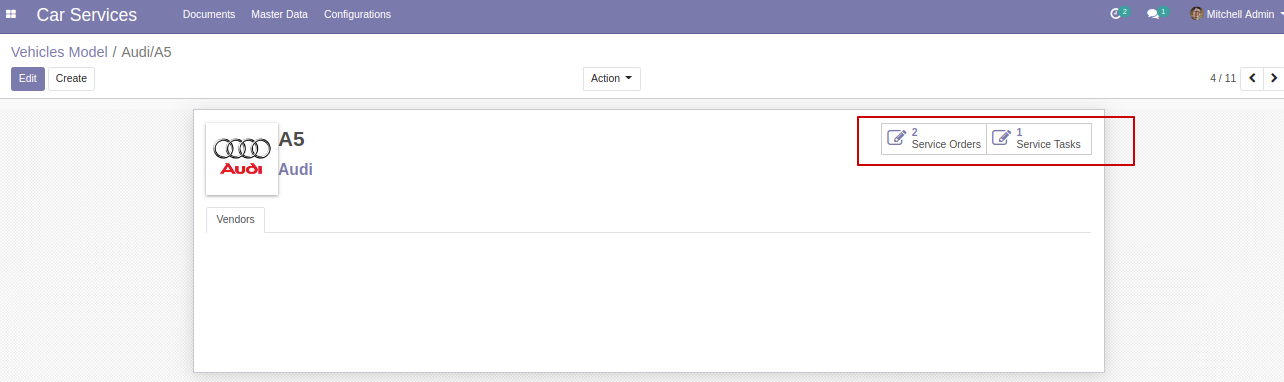 Car Services Documents Master Data Configurations 2 1 Mitchell Admin
Vehicles Model / Audi/A5
Edit Create Action 4 / 11
A5
Audi
Audi
2
Service Orders
1
Service Tasks
Vendors